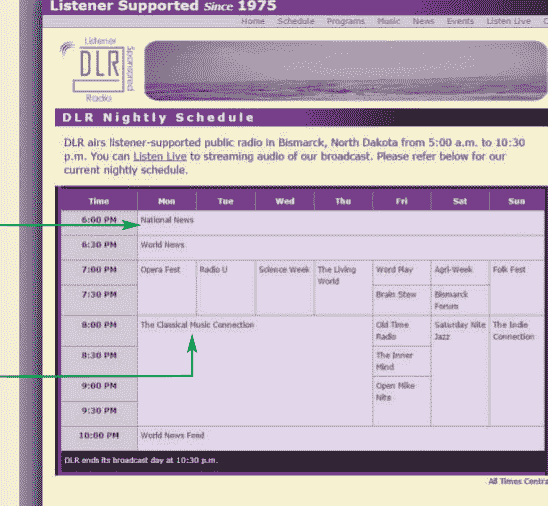 Listener Supported Since 1975
Home Schedule Programs Music News Events Listen Live
Listener
DLR
Sponsored
Radio
DLR Nightly Schedule
DLR airs listener-supported public radio in Bismarck, North Dakota from 5:00 a.m. to 10:30
p.m. You can Listen Live to streaming audio of our broadcast. Please refer below for our
current nightly schedule.
Time Mon Tue Wed Thu Fri Sat Sun
6:00 PM National News
6:30 PM World News
7:00 PM Opera Fest Radio U Science Week The Living World Word Play Agri-Week Folk Fest
7:30 PM Brain Stew Bismarck Forum
8:00 PM The Classical Music Connection Old Time Radio Saturday Nite Jazz The Indie Connection
8:30 PM The Inner Mind
9:00 PM Open Mike Nite
9:30 PM
10:00 PM World News Feed
DLR ends its broadcast day at 10:30 p.m.
All Times